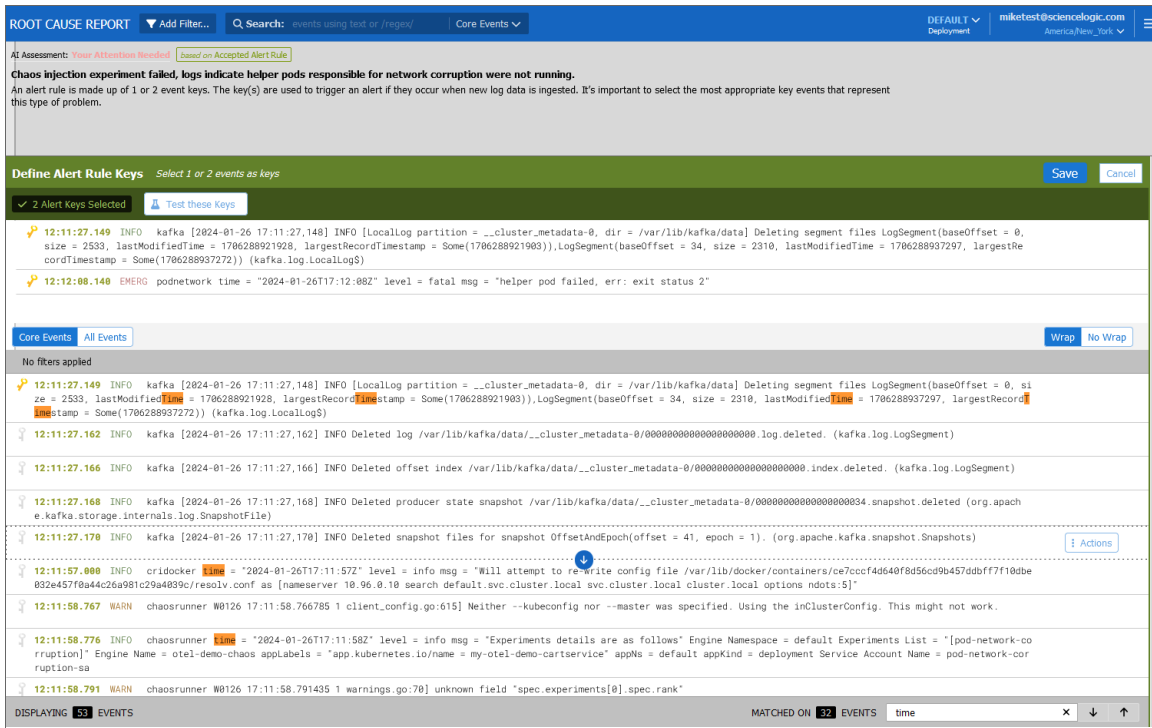 ROOT CAUSE REPORT Add Filter... Search: events using text or /regex/ Core Events DEFAULT miketest@sciencelogic.com
Deployment America/New_York
AI Assessment: Your Attention Needed based on Accepted Alert Rule
Chaos injection experiment failed, logs indicate helper pods responsible for network corruption were not running.
An alert rule is made up of 1 or 2 event keys. The key(s) are used to trigger an alert if they occur when new log data is ingested. It's important to select the most appropriate key events that represent
this type of problem.
Define Alert Rule Keys Select 1 or 2 events as keys Save Cancel
2 Alert Keys Selected Test these Keys
12:11:27.149 INFO kafka [2024-01-26 17:11:27,148] INFO [LocalLog partition = __cluster_metadata-0, dir = /var/lib/kafka/data] Deleting segment files LogSegment(baseOffset = 0,
size = 2533, lastModifiedTime = 1706288921928, largestRecordTimestamp = Some(1706288921903)),LogSegment(baseOffset = 34, size = 2310, lastModifiedTime = 1706288937297, largestRe
cordTimestamp = Some(1706288937272)) (kafka.log.LocalLog$)
12:12:08.140 EMERG podnetwork time = "2024-01-26T17:12:08Z" level = fatal msg = "helper pod failed, err: exit status 2"
Core Events All Events Wrap No Wrap
No filters applied
12:11:27.149 INFO kafka [2024-01-26 17:11:27,148] INFO [LocalLog partition = __cluster_metadata-0, dir = /var/lib/kafka/data] Deleting segment files LogSegment(baseOffset = 0, si
ze = 2533, lastModifiedTime = 1706288921928, largestRecordTimestamp = Some(1706288921903)),LogSegment(baseOffset = 34, size = 2310, lastModifiedTime = 1706288937297, largestRecordT
imestamp = Some(1706288937272)) (kafka.log.LocalLog$)
12:11:27.162 INFO kafka [2024-01-26 17:11:27,162] INFO Deleted log /var/lib/kafka/data/__cluster_metadata-0/00000000000000000000.log.deleted. (kafka.log.LogSegment)
12:11:27.166 INFO kafka [2024-01-26 17:11:27,166] INFO Deleted offset index /var/lib/kafka/data/__cluster_metadata-0/00000000000000000000.index.deleted. (kafka.log.LogSegment)
12:11:27.168 INFO kafka [2024-01-26 17:11:27,168] INFO Deleted producer state snapshot /var/lib/kafka/data/__cluster_metadata-0/00000000000000000034.snapshot.deleted (org.apach
e.kafka.storage.internals.log.SnapshotFile)
12:11:27.170 INFO kafka [2024-01-26 17:11:27,170] INFO Deleted snapshot files for snapshot OffsetAndEpoch(offset = 41, epoch = 1). (org.apache.kafka.snapshot.Snapshots) Actions
12:11:57.000 INFO cridocker time = "2024-01-26T17:11:57Z" level = info msg = "Will attempt to re-write config file /var/lib/docker/containers/ce7cccf4d640f8d56cd9b457ddbff7f10dbe
032e457f0a44c26a981c29a4039c/resolv.conf as [nameserver 10.96.0.10 search default.svc.cluster.local svc.cluster.local cluster.local options ndots:5]"
12:11:58.767 WARN chaosrunner W0126 17:11:58.766785 1 client_config.go:615] Neither --kubeconfig nor --master was specified. Using the inClusterConfig. This might not work.
12:11:58.776 INFO chaosrunner time = "2024-01-26T17:11:58Z" level = info msg = "Experiments details are as follows" Engine Namespace = default Experiments List = "[pod-network-co
rruption]" Engine Name = otel-demo-chaos appLabels = "app.kubernetes.io/name = my-otel-demo-cartservice" appNs = default appKind = deployment Service Account Name = pod-network-cor
ruption-sa
12:11:58.791 WARN chaosrunner W0126 17:11:58.791435 1 warnings.go:70] unknown field "spec.experiments[0].spec.rank"
DISPLAYING 53 EVENTS MATCHED ON 32 EVENTS time